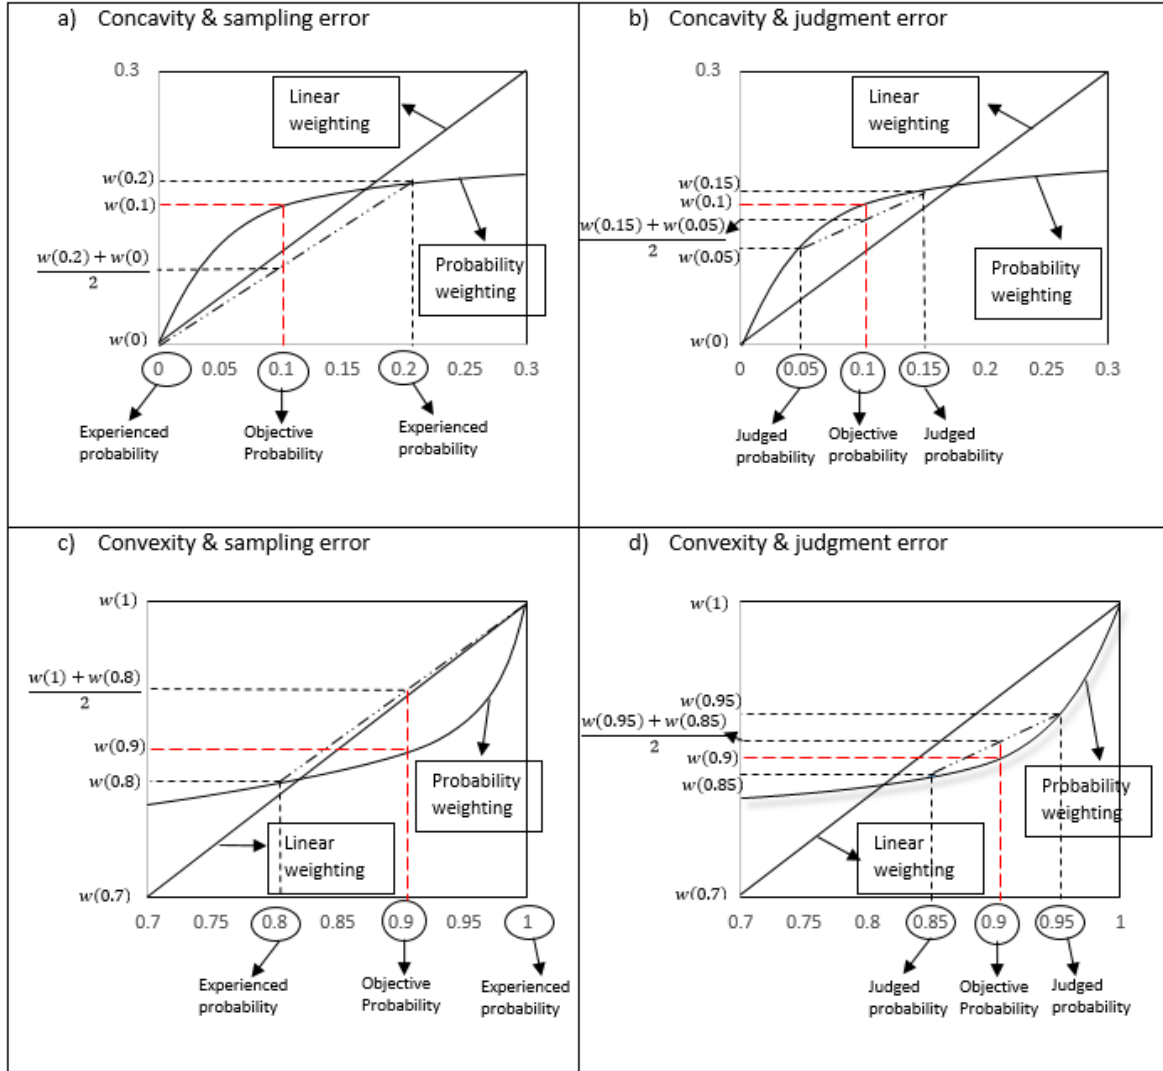 a) Concavity & sampling error
0.3
Linear
weighting
w(0.2)
w(0.1)
w(0.2) + w(0)
2
Probability
weighting
w(0)
0 0.05 0.1 0.15 0.2 0.25 0.3
Experienced
probability
Objective
Probability
Experienced
probability
b) Concavity & judgment error
0.3
Linear
weighting
w(0.15)
w(0.1)
w(0.15) + w(0.05)
2
w(0.05)
Probability
weighting
w(0)
0 0.05 0.1 0.15 0.2 0.25 0.3
Judged
probability
Objective
probability
Judged
probability
c) Convexity & sampling error
w(1)
w(1) + w(0.8)
2
w(0.9)
w(0.8)
Probability
weighting
Linear
weighting
w(0.7)
0.7 0.75 0.8 0.85 0.9 0.95 1
Experienced
probability
Objective
Probability
Experienced
probability
d) Convexity & judgment error
w(1)
w(0.95)
w(0.95) + w(0.85)
2
w(0.9)
w(0.85)
Probability
weighting
Linear
weighting
w(0.7)
0.7 0.75 0.8 0.85 0.9 0.95 1
Judged
probability
Objective
Probability
Judged
probability